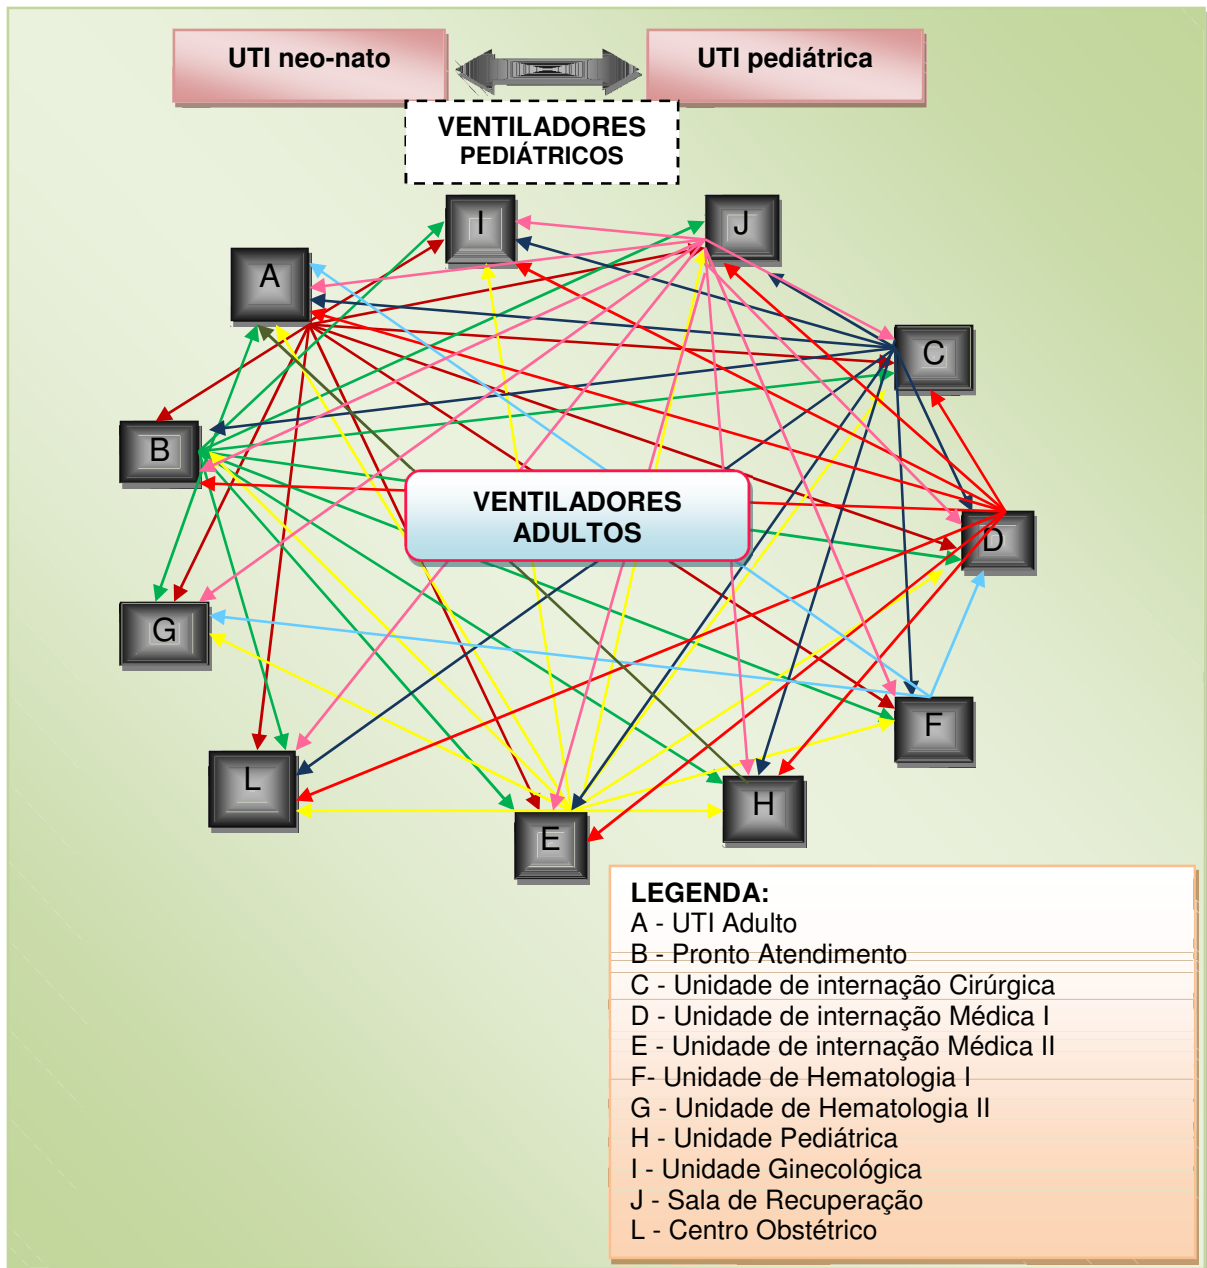 UTI neo-nato
UTI pediátrica
VENTILADORES
PEDIÁTRICOS
I
J
A
C
B
VENTILADORES
ADULTOS
D
G
F
L
H
E
LEGENDA:
A - UTI Adulto
B - Pronto Atendimento
C - Unidade de internação Cirúrgica
D - Unidade de internação Médica I
E - Unidade de internação Médica II
F- Unidade de Hematologia I
G - Unidade de Hematologia II
H - Unidade Pediátrica
I - Unidade Ginecológica
J - Sala de Recuperação
L - Centro Obstétrico